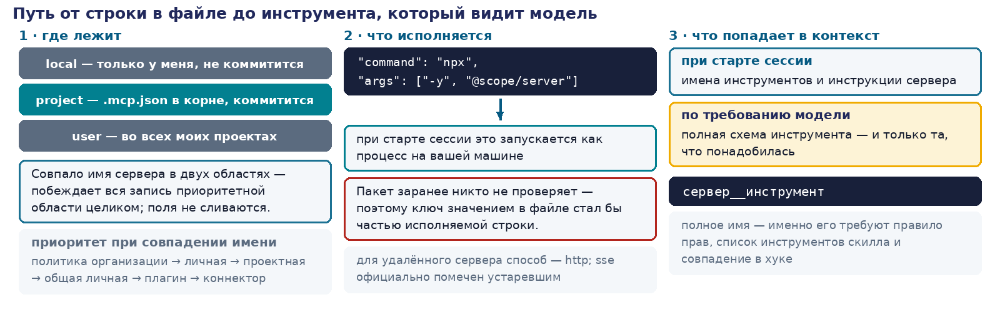 Путь от строки в файле до инструмента, который видит модель
1 · где лежит
local — только у меня, не коммитится
project — .mcp.json в корне, коммитится
user — во всех моих проектах
Совпало имя сервера в двух областях —
побеждает вся запись приоритетной
области целиком; поля не сливаются.
приоритет при совпадении имени
политика организации → личная → проектная
→ общая личная → плагин → коннектор
2 · что исполняется
"command": "npx",
"args": ["-y", "@scope/server"]
при старте сессии это запускается как
процесс на вашей машине
Пакет заранее никто не проверяет —
поэтому ключ значением в файле стал бы
частью исполняемой строки.
для удалённого сервера способ — http; sse
официально помечен устаревшим
3 · что попадает в контекст
при старте сессии
имена инструментов и инструкции сервера
по требованию модели
полная схема инструмента — и только та,
что понадобилась
сервер__инструмент
полное имя — именно его требуют правило
прав, список инструментов скилла и
совпадение в хуке